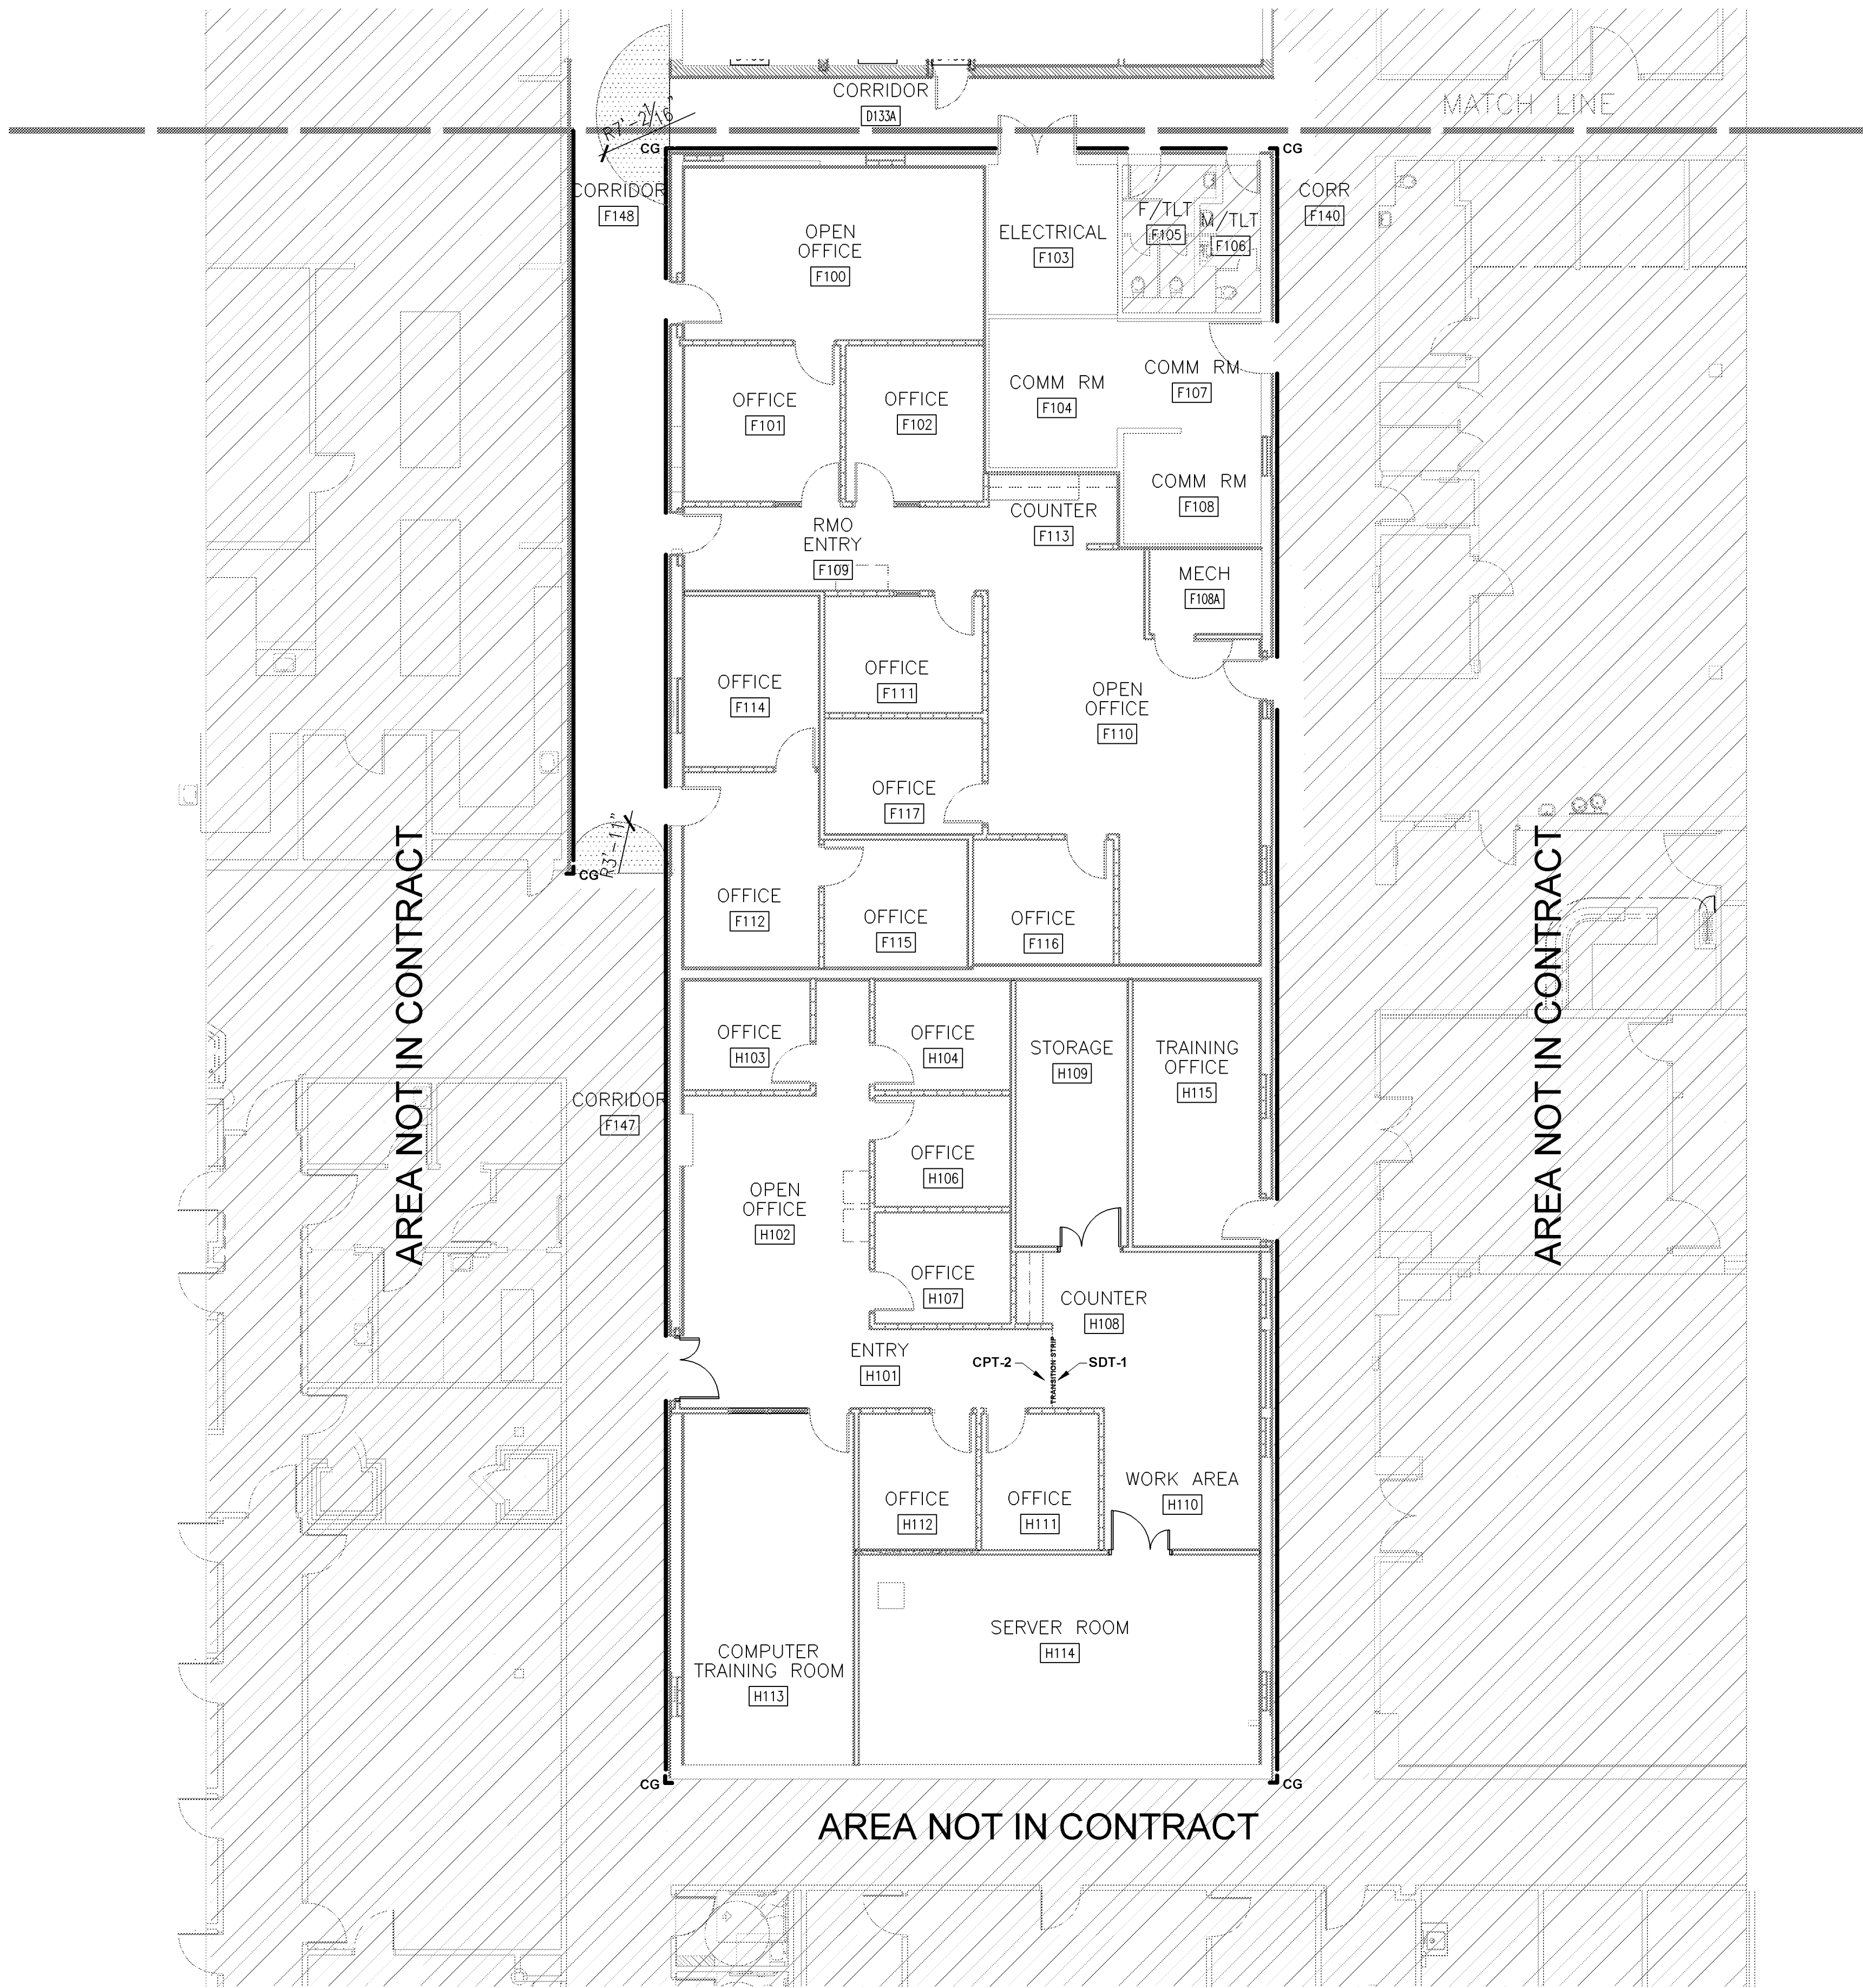 CORRIDOR
D133A
MATCH LINE
R7'-2 1/16"
CG
CG
CORRIDOR
F148
CORR
F140
OPEN
OFFICE
F100
ELECTRICAL
F103
F/TLT
F105
M/TLT
F106
OFFICE
F101
OFFICE
F102
COMM RM
F104
COMM RM
F107
COMM RM
F108
COUNTER
F113
RMO
ENTRY
F109
MECH
F108A
OFFICE
F114
OFFICE
F111
OPEN
OFFICE
F110
OFFICE
F117
R3'-11"
CG
OFFICE
F112
OFFICE
F115
OFFICE
F116
AREA NOT IN CONTRACT
AREA NOT IN CONTRACT
OFFICE
H103
OFFICE
H104
STORAGE
H109
TRAINING
OFFICE
H115
CORRIDOR
F147
OFFICE
H106
OPEN
OFFICE
H102
OFFICE
H107
COUNTER
H108
ENTRY
H101
CPT-2
TRANSITION STRIP
SDT-1
WORK AREA
H110
OFFICE
H112
OFFICE
H111
SERVER ROOM
H114
COMPUTER
TRAINING ROOM
H113
CG
CG
AREA NOT IN CONTRACT